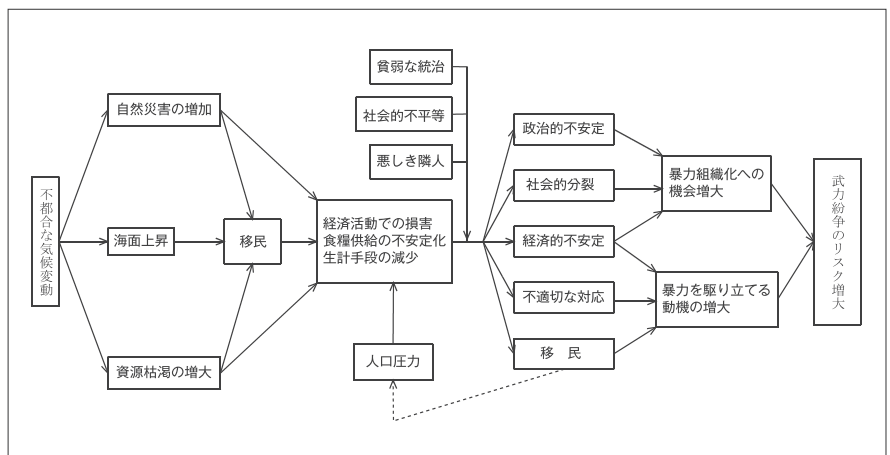 不都合な気候変動
自然災害の増加
海面上昇
資源枯渇の増大
移民
貧弱な統治
社会的不平等
悪しき隣人
経済活動での損害
食糧供給の不安定化
生計手段の減少
人口圧力
政治的不安定
社会的分裂
経済的不安定
不適切な対応
移　民
暴力組織化への
機会増大
暴力を駆り立てる
動機の増大
武力紛争のリスク増大